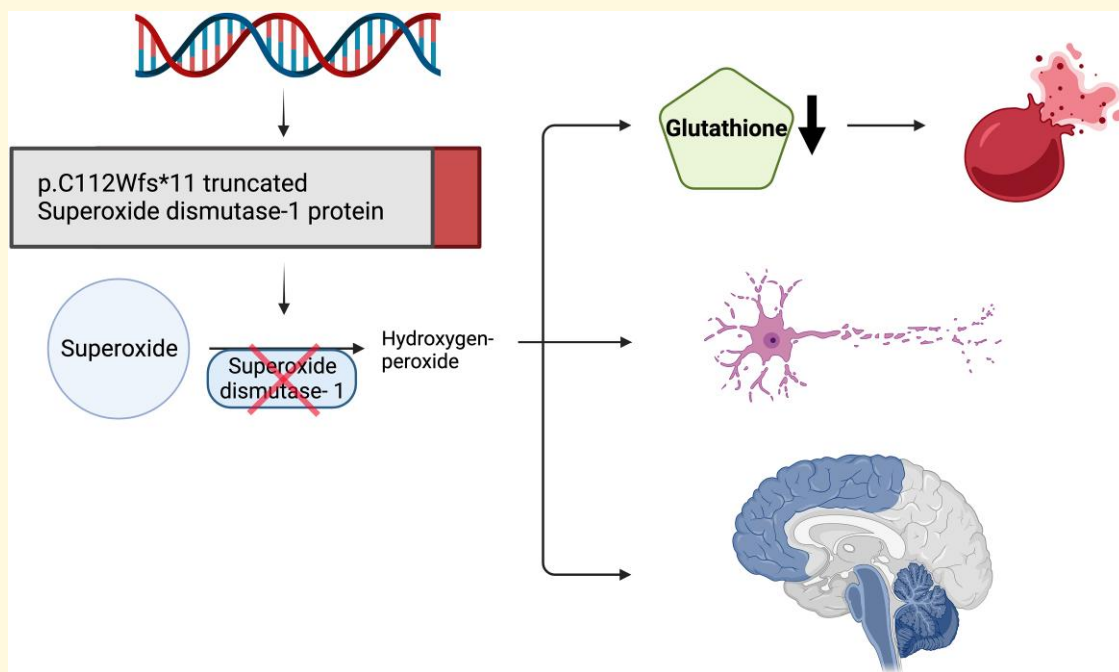 p.C112Wfs*11 truncated
Superoxide dismutase-1 protein
Superoxide
Superoxide
dismutase- 1
Hydroxygen-
peroxide
Glutathione